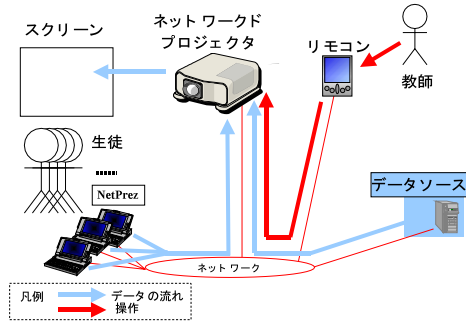 スクリーン
ネットワークド
プロジェクタ
リモコン
教師
生徒
NetPrez
データソース
ネットワーク
凡例
データの流れ
操作